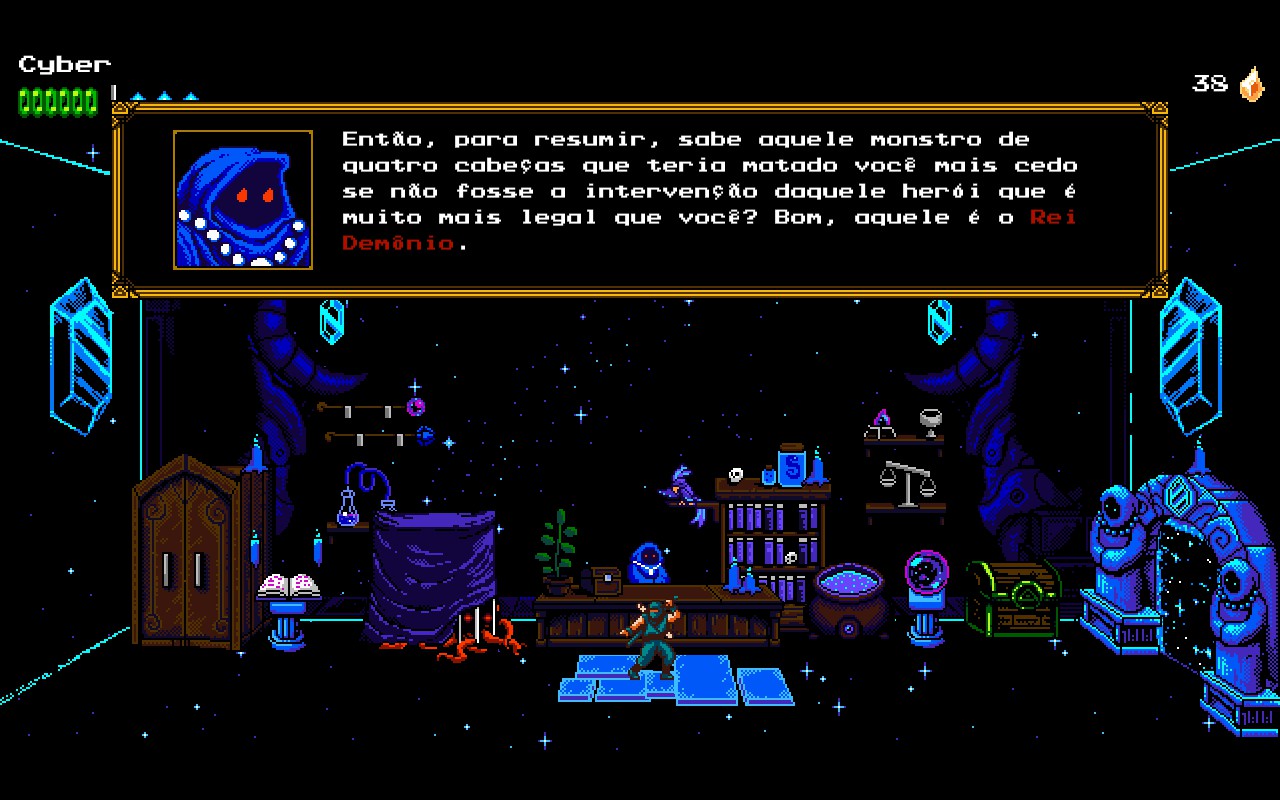 Cyber
38
Então, para resumir, sabe aquele monstro de
quatro cabeças que teria matado você mais cedo
se não fosse a intervenção daquele herói que é
muito mais legal que você? Bom, aquele é o Rei
Demônio.
S